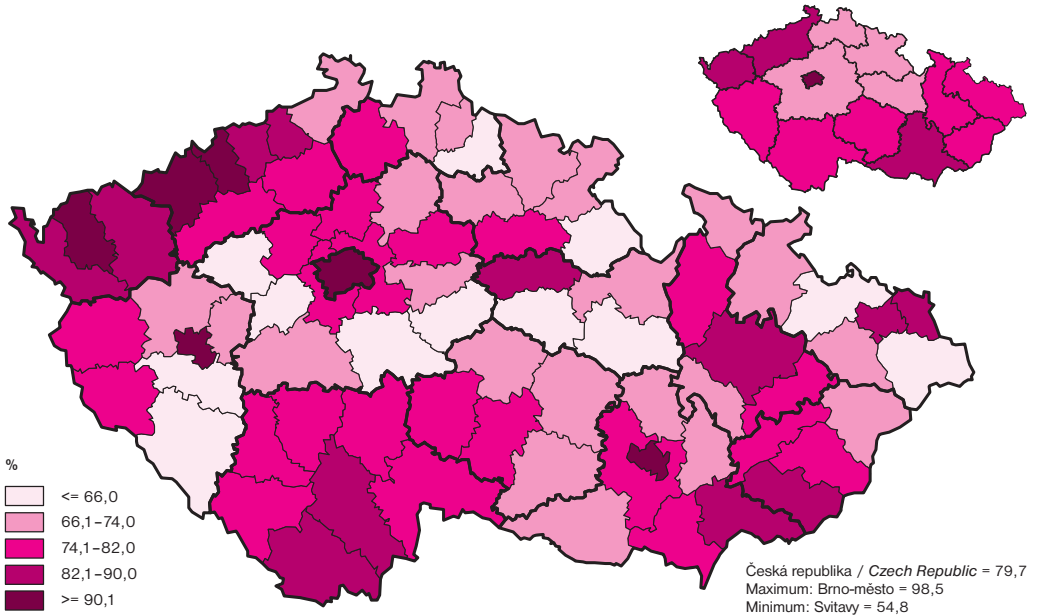 %
<= 66,0
66,1–74,0
74,1–82,0
82,1–90,0
>= 90,1
Česká republika / Czech Republic = 79,7
Maximum: Brno-město = 98,5
Minimum: Svitavy = 54,8